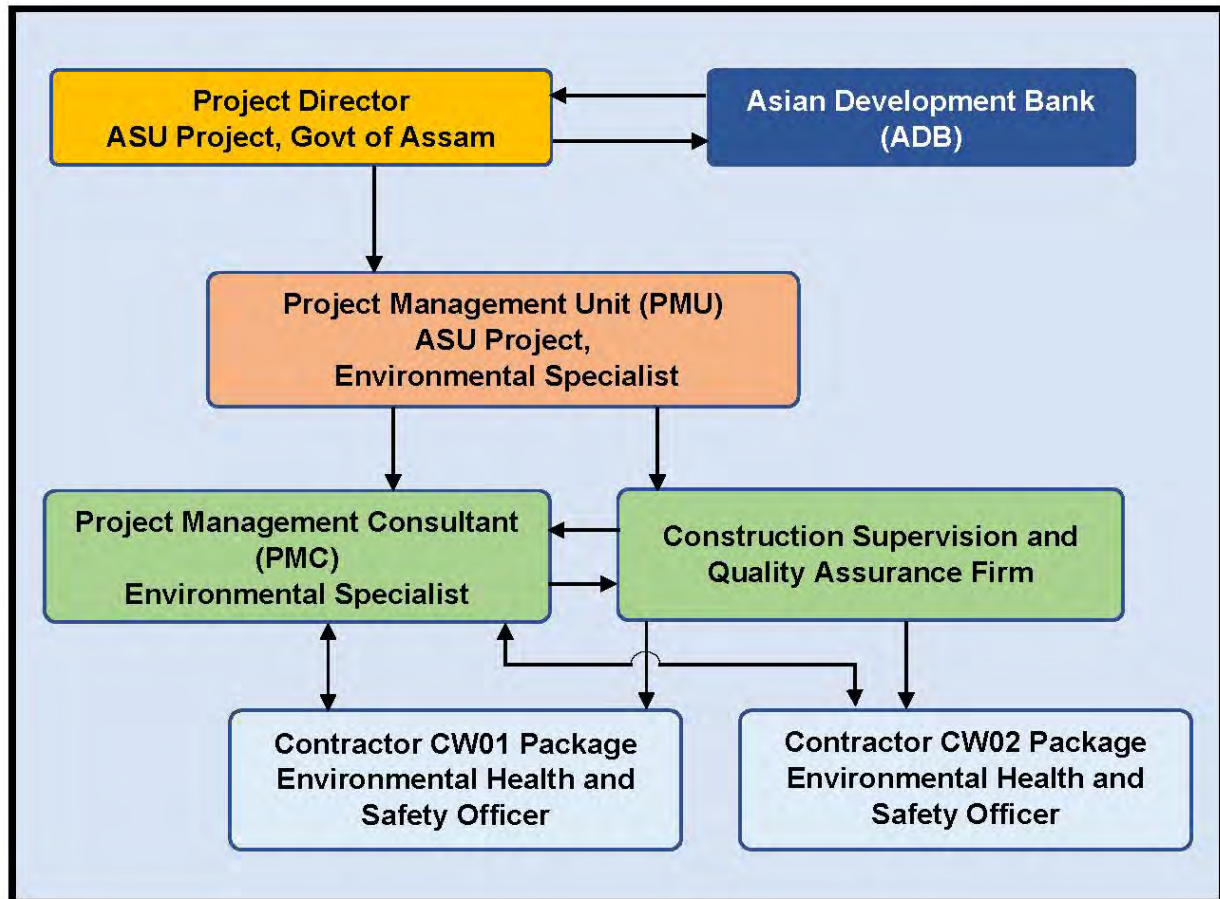 Project Director
ASU Project, Govt of Assam
Asian Development Bank
(ADB)
Project Management Unit (PMU)
ASU Project,
Environmental Specialist
Project Management Consultant
(PMC)
Environmental Specialist
Construction Supervision and
Quality Assurance Firm
Contractor CW01 Package
Environmental Health and
Safety Officer
Contractor CW02 Package
Environmental Health and
Safety Officer